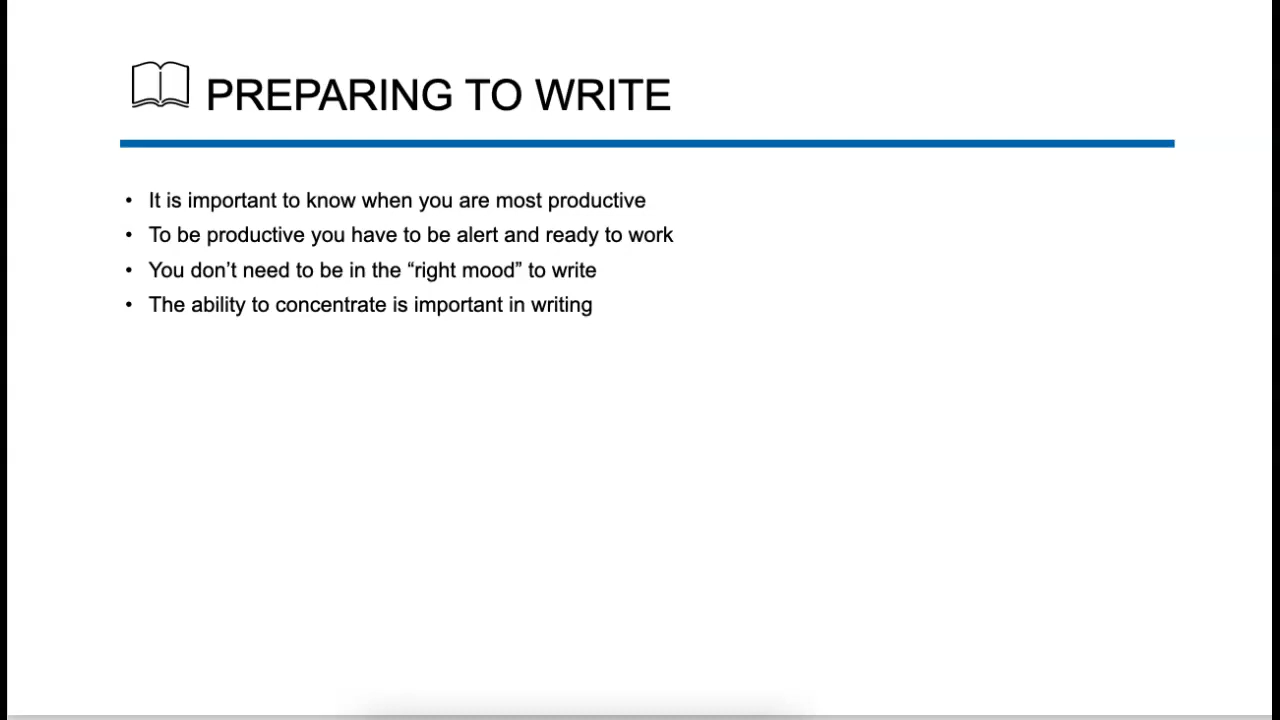 PREPARING TO WRITE
• It is important to know when you are most productive
• To be productive you have to be alert and ready to work
• You don’t need to be in the “right mood” to write
• The ability to concentrate is important in writing